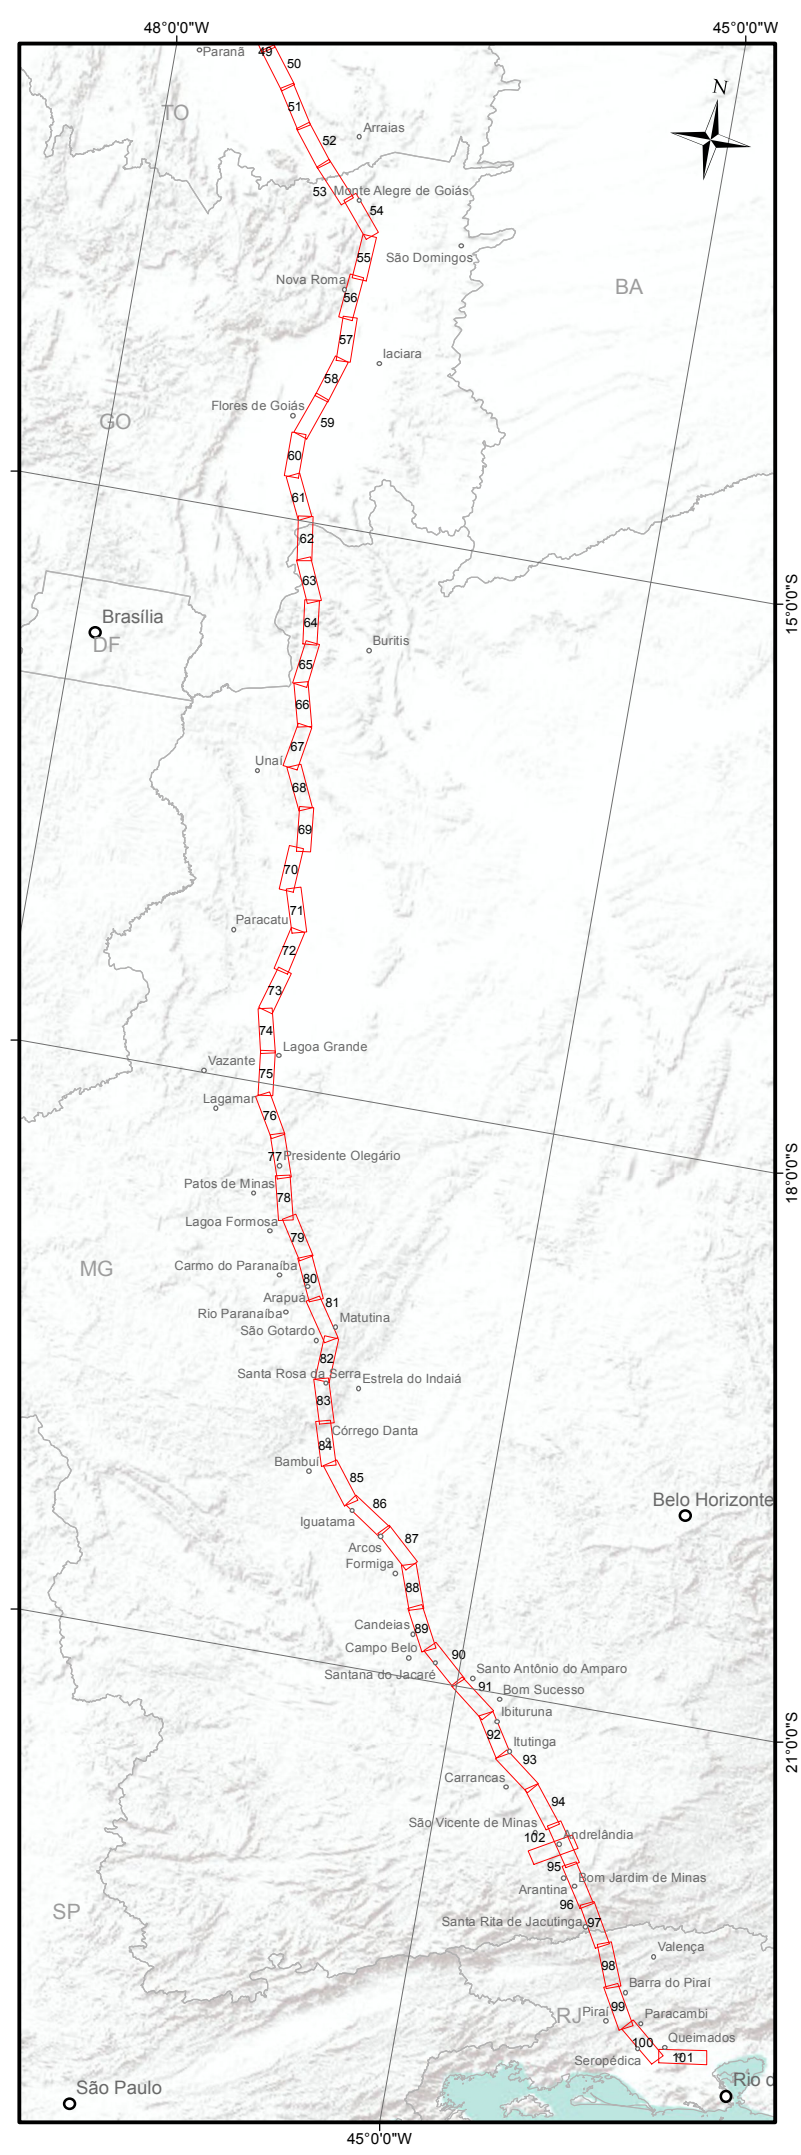 48°0'0"W
45°0'0"W
49
Paranã
50
N
51
TO
Arraias
52
53
Monte Alegre de Goiás
54
55
São Domingos
Nova Roma
BA
56
57
Iaciara
58
Flores de Goiás
GO
59
60
61
62
63
15°0'0"S
Brasília
64
DF
Buritis
65
66
67
Unaí
68
69
70
71
Paracatu
72
73
74
Lagoa Grande
Vazante
75
Lagamar
76
77
Presidente Olegário
18°0'0"S
Patos de Minas
78
Lagoa Formosa
79
Carmo do Paranaíba
MG
80
Arapuá
81
Rio Paranaíba
Matutina
São Gotardo
82
Santa Rosa da Serra
Estrela do Indaiá
83
Córrego Danta
84
Bambuí
85
Belo Horizonte
86
Iguatama
87
Arcos
Formiga
88
Candeias
89
Campo Belo
90
Santana do Jacaré
Santo Antônio do Amparo
91
Bom Sucesso
Ibituruna
92
Itutinga
21°0'0"S
93
Carrancas
94
São Vicente de Minas
102
Andrelândia
95
Bom Jardim de Minas
Arantina
96
SP
Santa Rita de Jacutinga
97
Valença
98
Barra do Piraí
99
RJ
Piraí
Paracambi
100
Queimados
101
Seropédica
São Paulo
Rio d
45°0'0"W